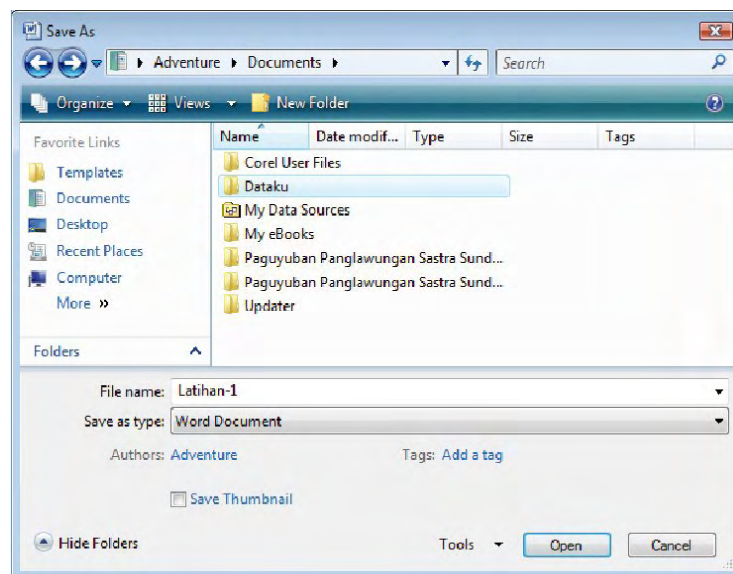 Save As
Adventure Documents Search
Organize Views New Folder
Favorite Links
Templates
Documents
Desktop
Recent Places
Computer
More »
Folders
Name Date modif... Type Size Tags
Corel User Files
Dataku
My Data Sources
My eBooks
Paguyuban Panglawungan Sastra Sund...
Paguyuban Panglawungan Sastra Sund...
Updater
File name: Latihan-1
Save as type: Word Document
Authors: Adventure Tags: Add a tag
Save Thumbnail
Hide Folders Tools Open Cancel